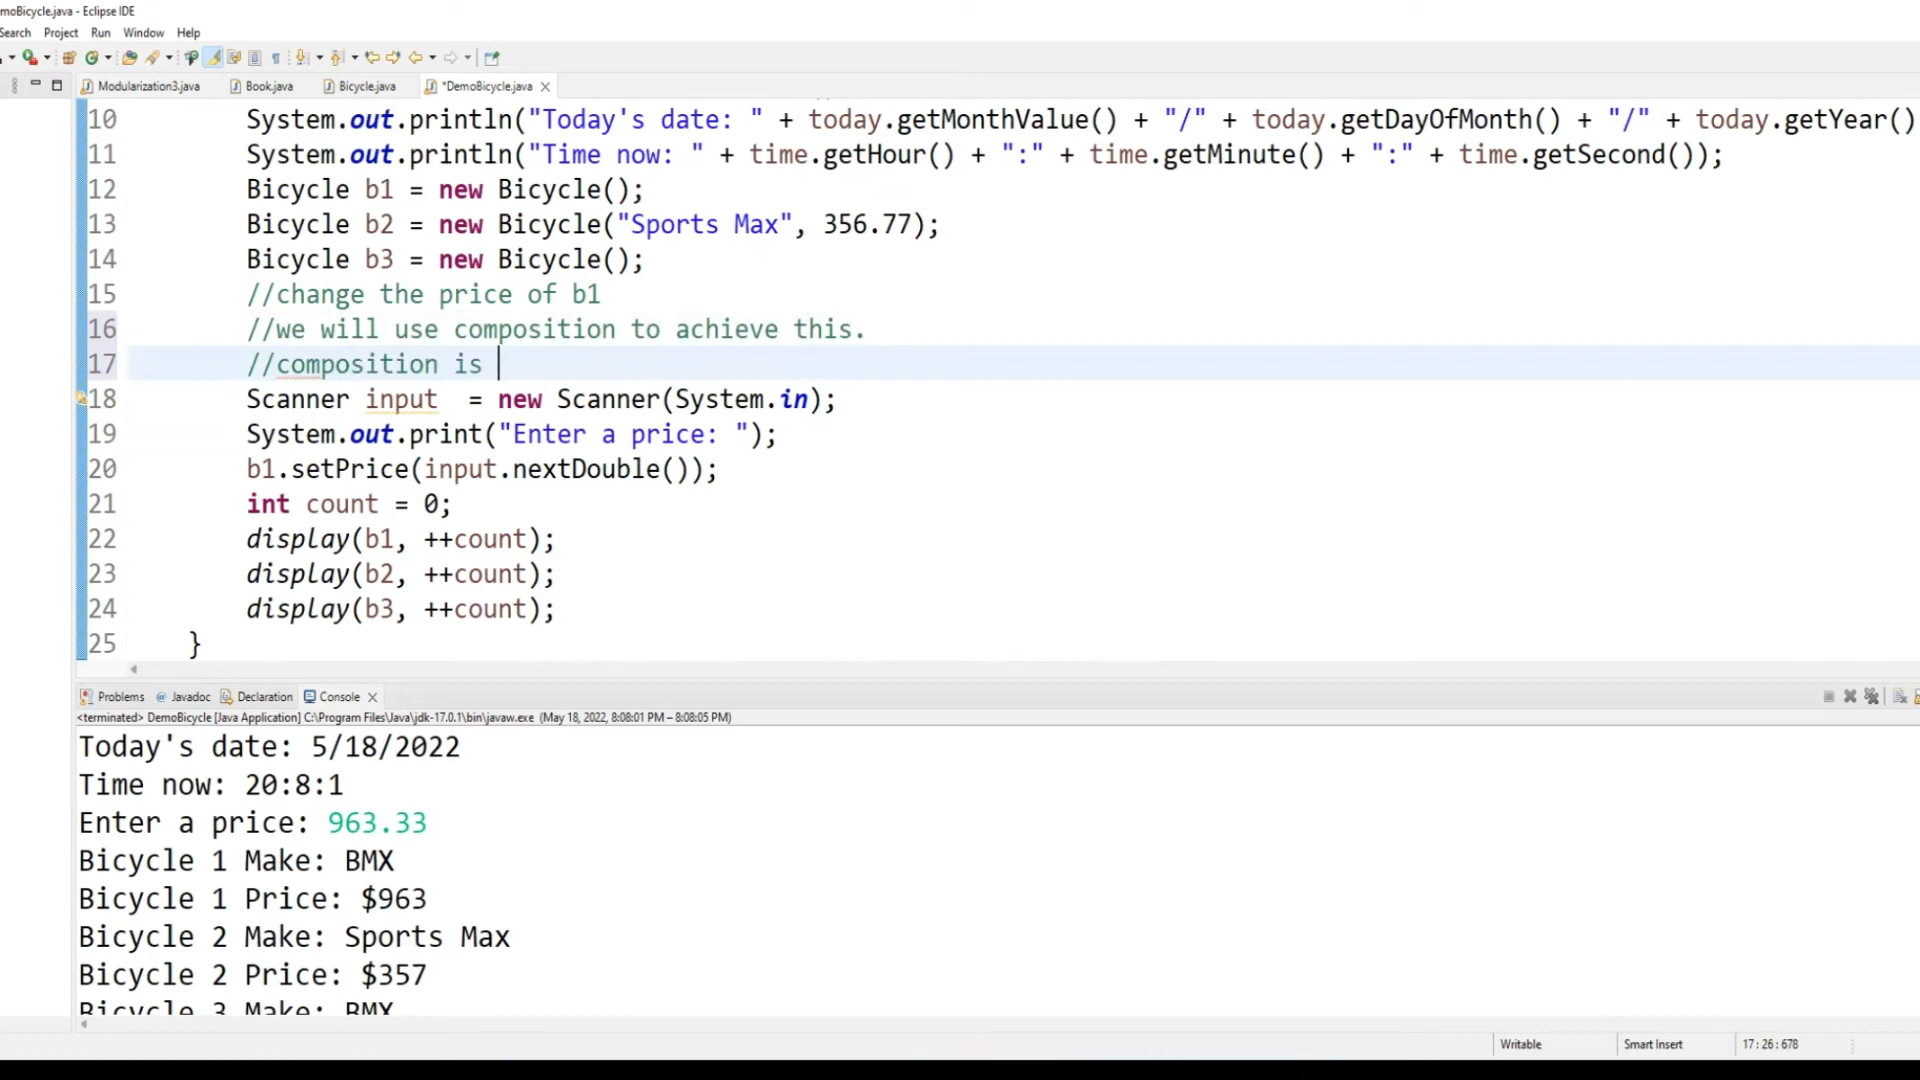 moBicycle.java - Eclipse IDE
Search Project Run Window Help
Modularization3.java Book.java Bicycle.java *DemoBicycle.java
10 System.out.println("Today's date: " + today.getMonthValue() + "/" + today.getDayOfMonth() + "/" + today.getYear()
11 System.out.println("Time now: " + time.getHour() + ":" + time.getMinute() + ":" + time.getSecond());
12 Bicycle b1 = new Bicycle();
13 Bicycle b2 = new Bicycle("Sports Max", 356.77);
14 Bicycle b3 = new Bicycle();
15 //change the price of b1
16 //we will use composition to achieve this.
17 //composition is
18 Scanner input  = new Scanner(System.in);
19 System.out.print("Enter a price: ");
20 b1.setPrice(input.nextDouble());
21 int count = 0;
22 display(b1, ++count);
23 display(b2, ++count);
24 display(b3, ++count);
25 }
Problems Javadoc Declaration Console
<terminated> DemoBicycle [Java Application] C:\Program Files\Java\jdk-17.0.1\bin\javaw.exe (May 18, 2022, 8:08:01 PM – 8:08:05 PM)
Today's date: 5/18/2022
Time now: 20:8:1
Enter a price: 963.33
Bicycle 1 Make: BMX
Bicycle 1 Price: $963
Bicycle 2 Make: Sports Max
Bicycle 2 Price: $357
Bicycle 3 Make: BMX
Writable Smart Insert 17 : 26 : 678